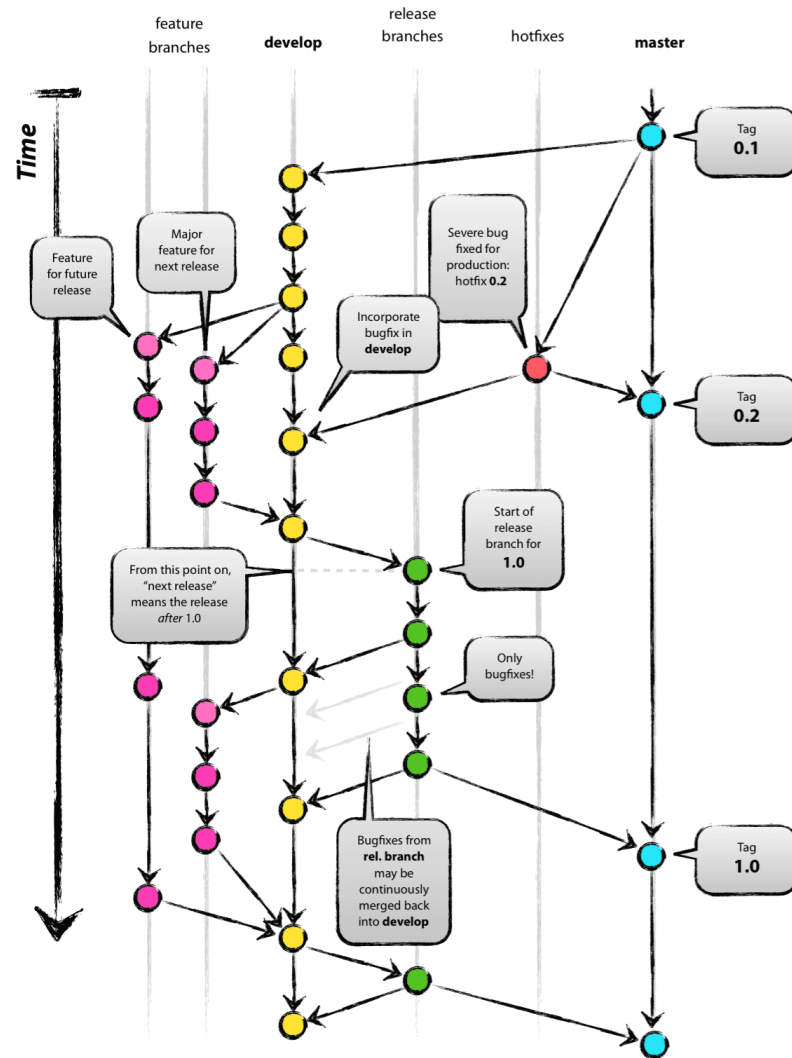 feature
branches
develop
release
branches
hotfixes
master
Time
Tag
0.1
Feature
for future
release
Major
feature for
next release
Severe bug
fixed for
production:
hotfix 0.2
Incorporate
bugfix in
develop
Tag
0.2
Start of
release
branch for
1.0
From this point on,
“next release”
means the release
after 1.0
Only
bugfixes!
Bugfixes from
rel. branch
may be
continuously
merged back
into develop
Tag
1.0